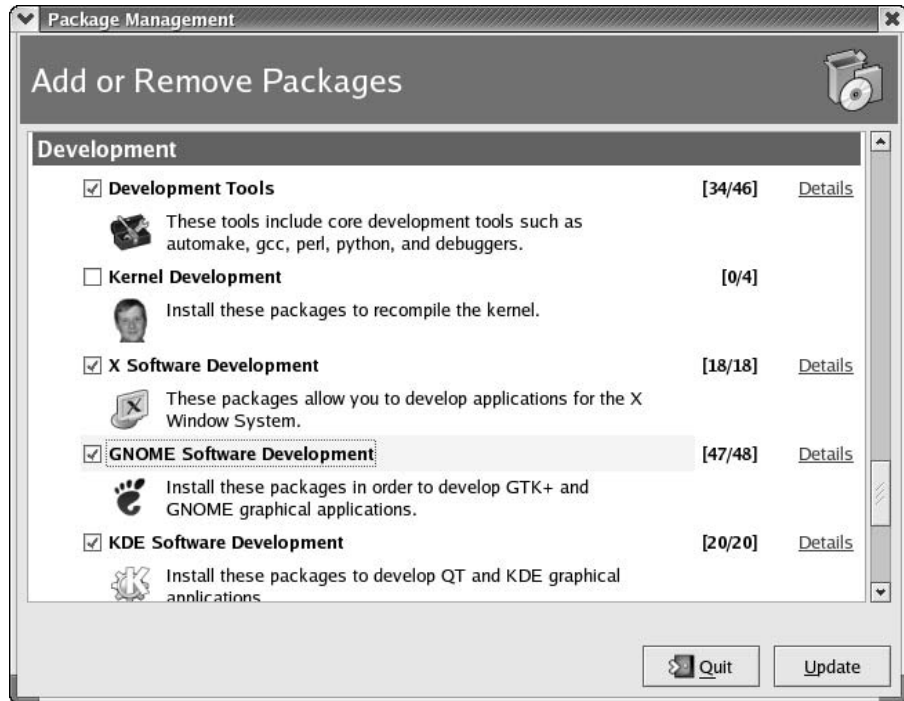 Package Management
Add or Remove Packages
Development
Development Tools [34/46] Details
These tools include core development tools such as
automake, gcc, perl, python, and debuggers.
Kernel Development [0/4]
Install these packages to recompile the kernel.
X Software Development [18/18] Details
These packages allow you to develop applications for the X
Window System.
GNOME Software Development [47/48] Details
Install these packages in order to develop GTK+ and
GNOME graphical applications.
KDE Software Development [20/20] Details
Install these packages to develop QT and KDE graphical
applications.
Quit Update